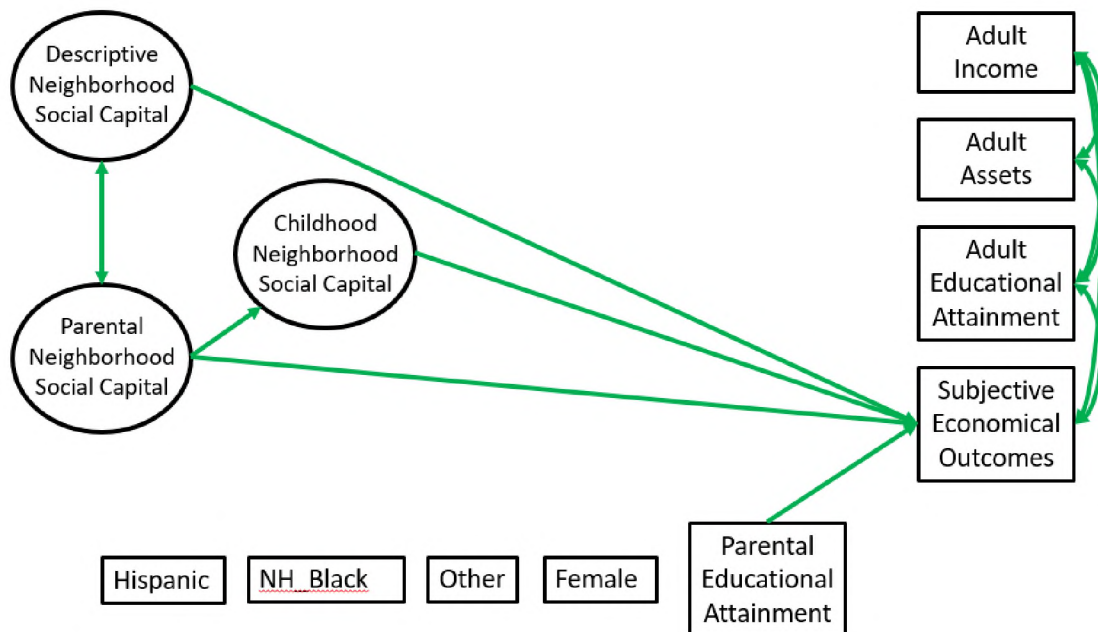 Descriptive
Neighborhood
Social Capital
Childhood
Neighborhood
Social Capital
Parental
Neighborhood
Social Capital
Adult
Income
Adult
Assets
Adult
Educational
Attainment
Subjective
Economical
Outcomes
Hispanic
NH_Black
Other
Female
Parental
Educational
Attainment